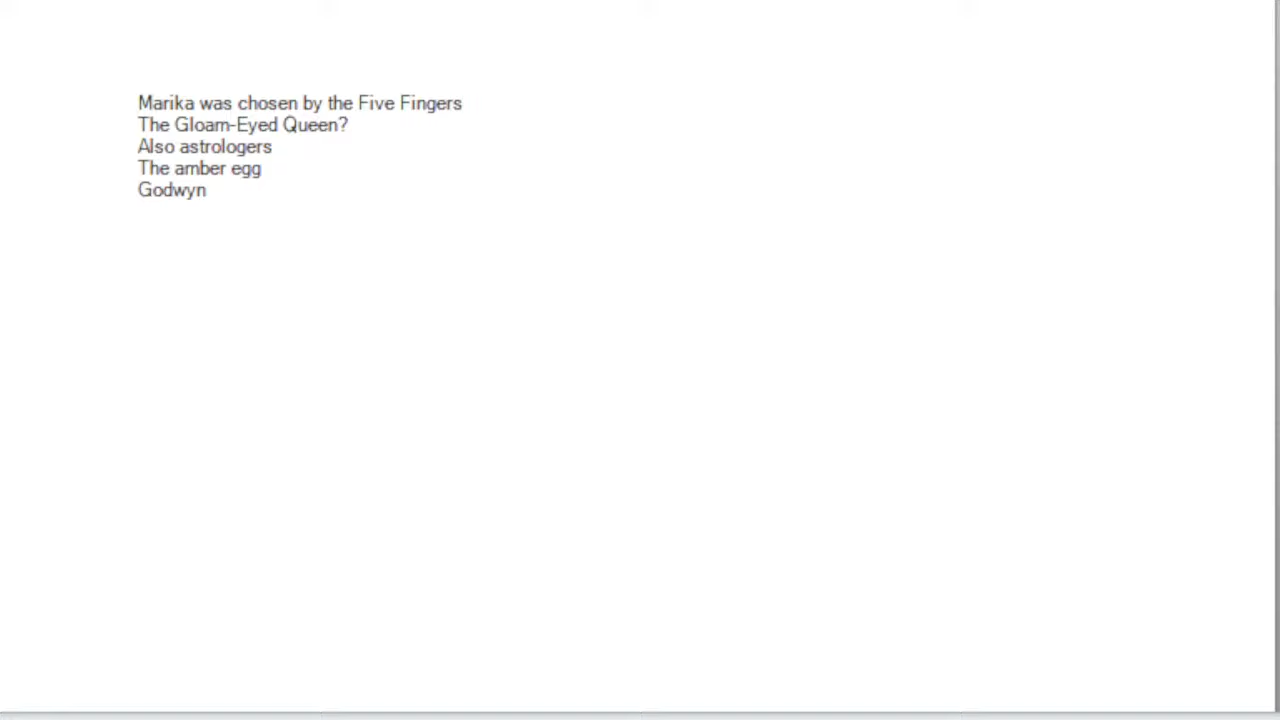 Marika was chosen by the Five Fingers
The Gloam-Eyed Queen?
Also astrologers
The amber egg
Godwyn